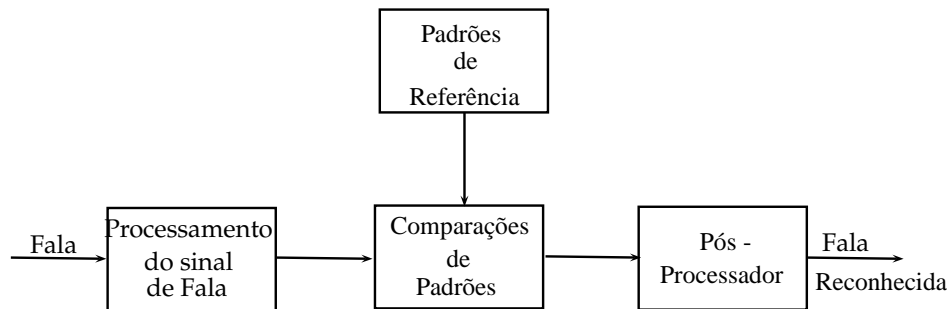 Padrões
de
Referência
Fala
Processamento
do sinal
de Fala
Comparações
de
Padrões
Pós -
Processador
Fala
Reconhecida